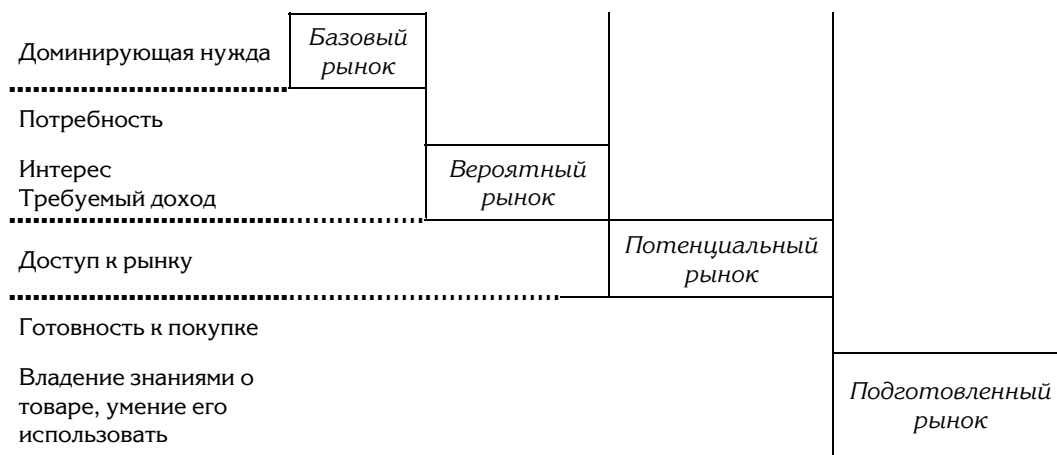 Доминирующая нужда
Базовый
рынок
Потребность
Интерес
Требуемый доход
Вероятный
рынок
Доступ к рынку
Потенциальный
рынок
Готовность к покупке
Владение знаниями о
товаре, умение его
использовать
Подготовленный
рынок